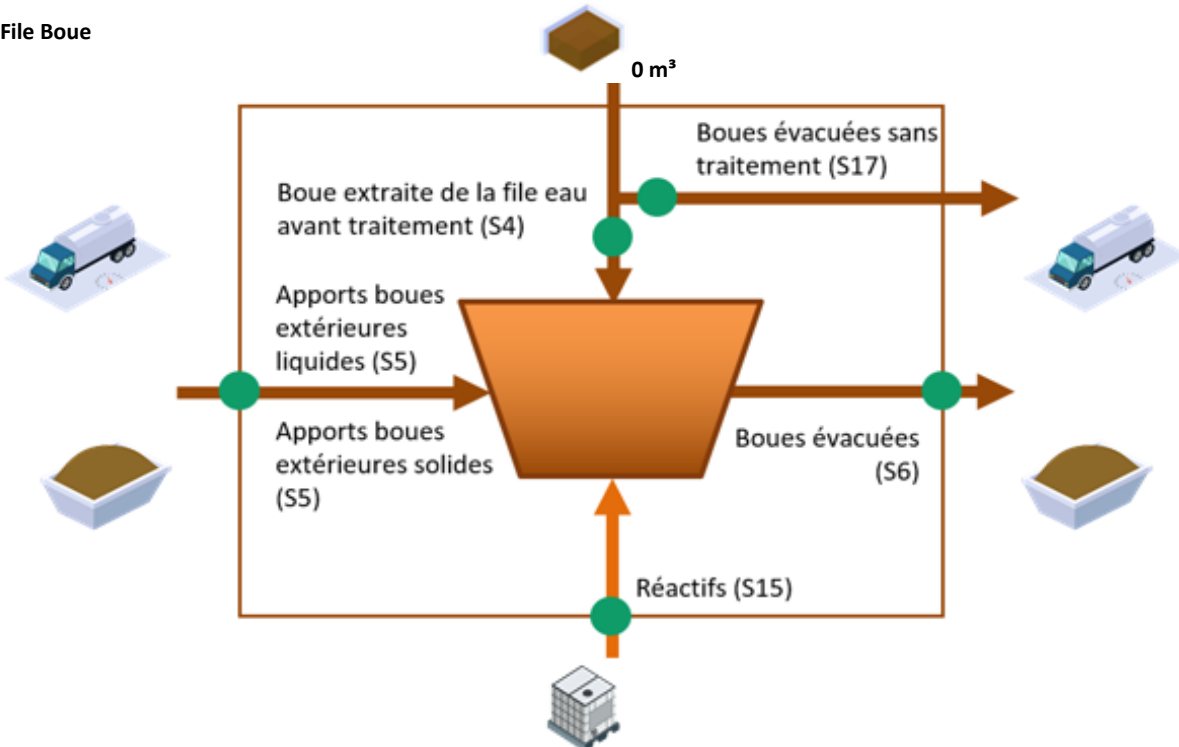 File Boue
0 m³
Boues évacuées sans
traitement (S17)
Boue extraite de la file eau
avant traitement (S4)
Apports boues
extérieures
liquides (S5)
Apports boues
extérieures solides
(S5)
Boues évacuées
(S6)
Réactifs (S15)